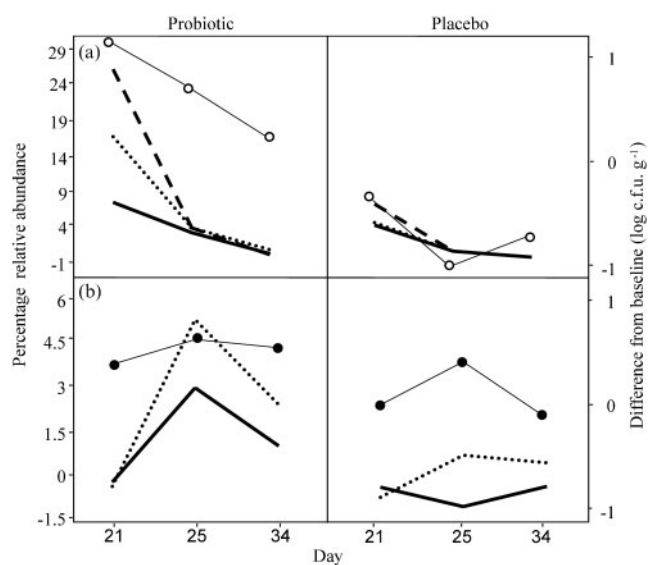 Probiotic Placebo
(a)
29
24
19
14
9
4
-1
1
0
-1
(b)
6
4.5
3
1.5
0
-1.5
1
0
-1
Percentage relative abundance
Difference from baseline (log c.f.u. g⁻¹)
21 25 34 21 25 34
Day